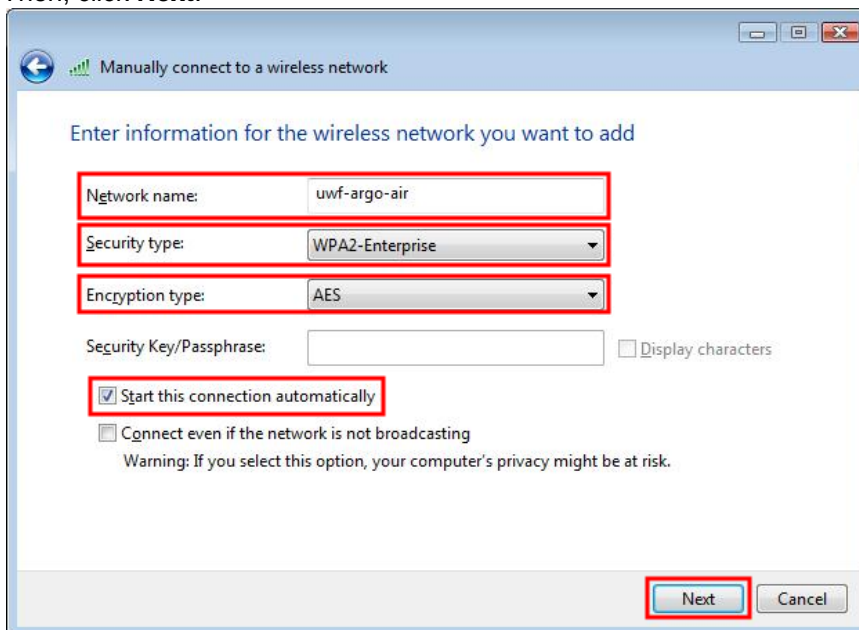 Then, click Next.
Manually connect to a wireless network
Enter information for the wireless network you want to add
Network name: uwf-argo-air
Security type: WPA2-Enterprise
Encryption type: AES
Security Key/Passphrase: Display characters
Start this connection automatically
Connect even if the network is not broadcasting
Warning: If you select this option, your computer's privacy might be at risk.
Next Cancel